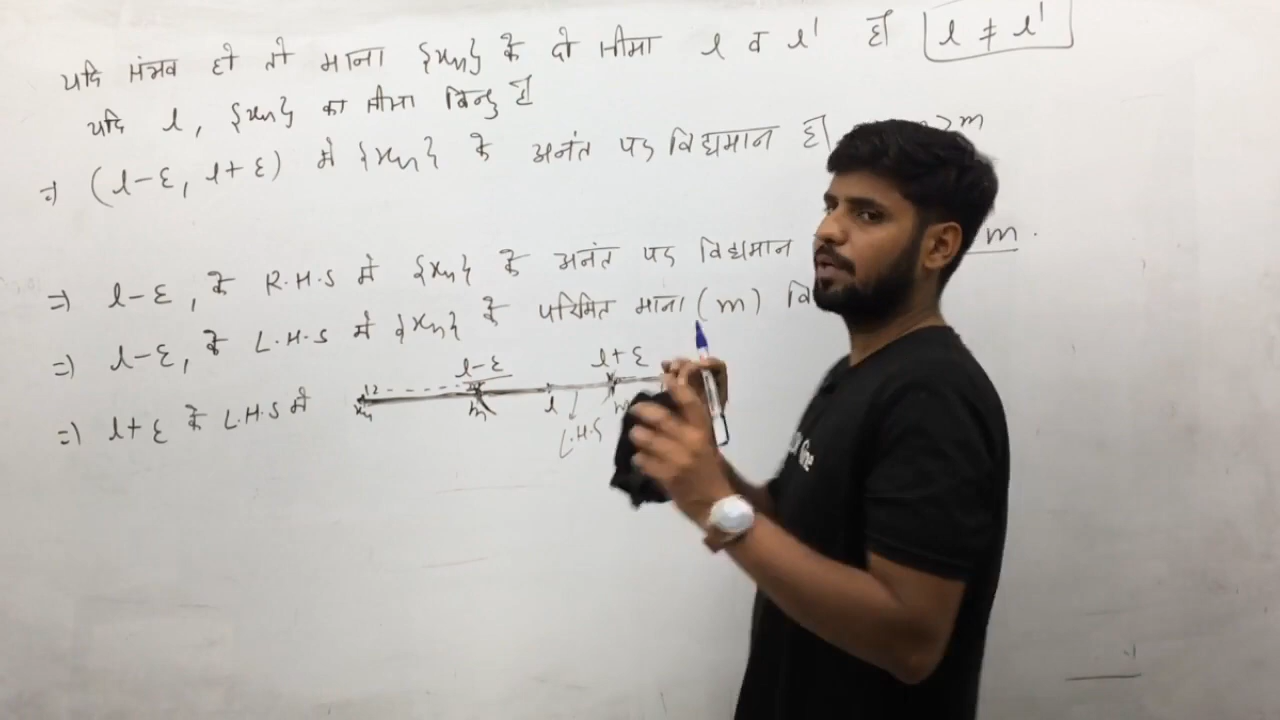 यदि संभव हो तो माना {xn} के दो सीमा l व l' हो l ≠ l'
यदि l, {xn} का सीमा बिन्दु हो
⇒ (l-ε, l+ε) में {xn} के अनंत पद विद्यमान हो >m
⇒ l-ε, के R.H.S में {xn} के अनंत पद विद्यमान m.
⇒ l-ε, के L.H.S में {xn} के परिमित माना (m) वि
l-ε l+ε
⇒ l+ε के L.H.S में
m l
L.H.S